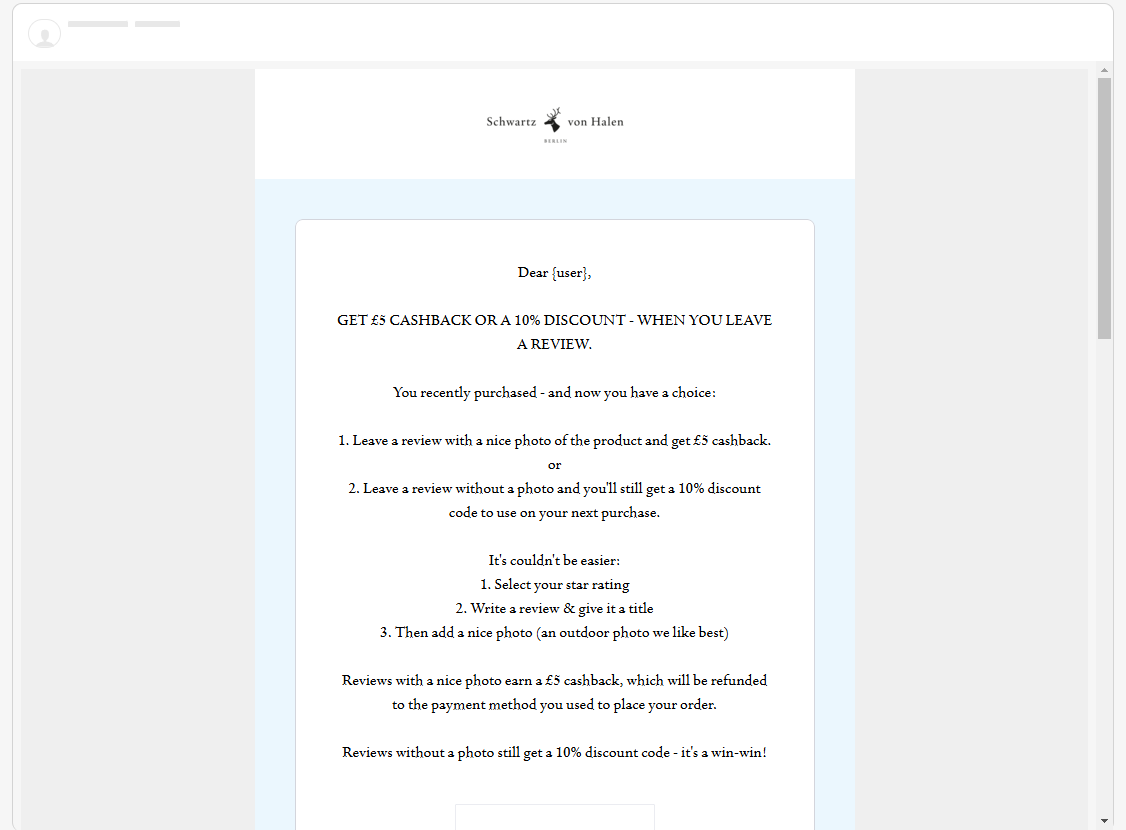 Schwartz von Halen
BERLIN
Dear {user},
GET £5 CASHBACK OR A 10% DISCOUNT - WHEN YOU LEAVE
A REVIEW.
You recently purchased - and now you have a choice:
1. Leave a review with a nice photo of the product and get £5 cashback.
or
2. Leave a review without a photo and you'll still get a 10% discount
code to use on your next purchase.
It's couldn't be easier:
1. Select your star rating
2. Write a review & give it a title
3. Then add a nice photo (an outdoor photo we like best)
Reviews with a nice photo earn a £5 cashback, which will be refunded
to the payment method you used to place your order.
Reviews without a photo still get a 10% discount code - it's a win-win!